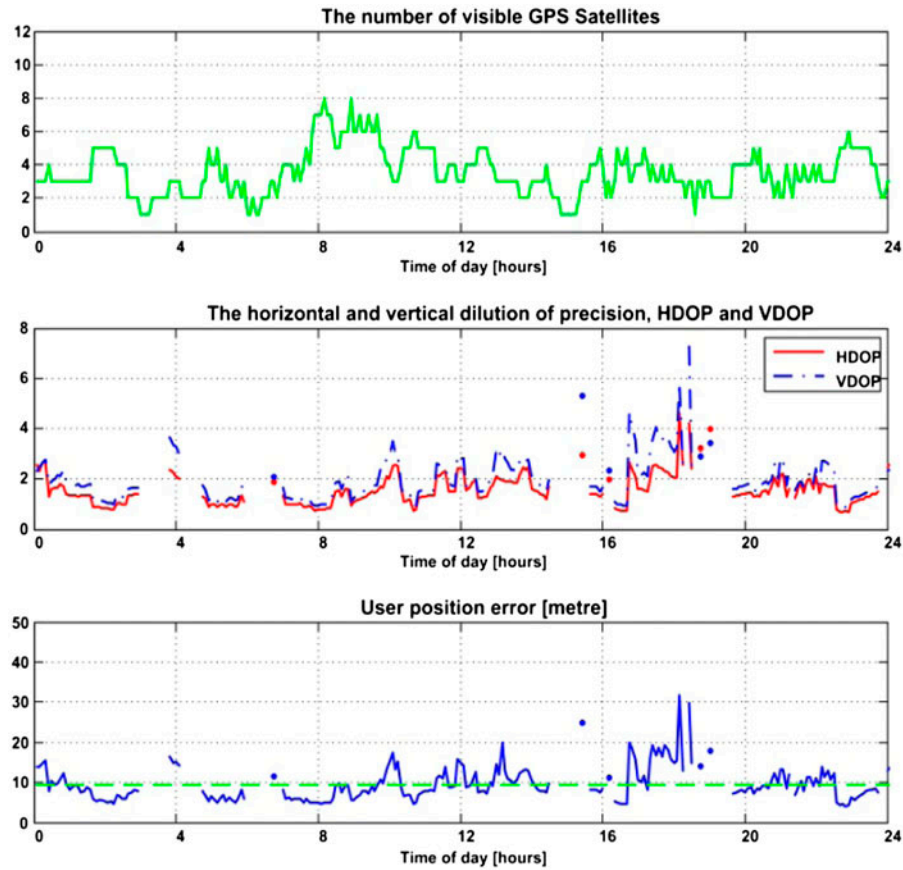 The number of visible GPS Satellites
12
10
8
6
4
2
0
0 4 8 12 16 20 24
Time of day [hours]
The horizontal and vertical dilution of precision, HDOP and VDOP
8
6
4
2
0
HDOP
VDOP
0 4 8 12 16 20 24
Time of day [hours]
User position error [metre]
50
40
30
20
10
0
0 4 8 12 16 20 24
Time of day [hours]